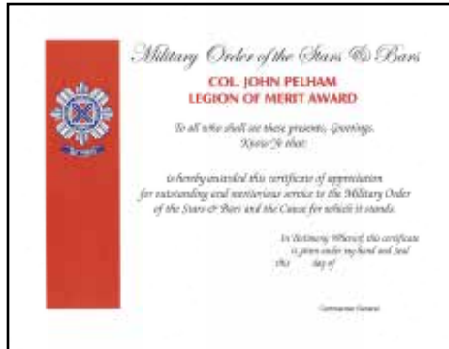 Military Order of the Stars & Bars
COL. JOHN PELHAM
LEGION OF MERIT AWARD
To all who shall see these presents, Greetings.
Know Ye that:
is hereby awarded this certificate of appreciation
for outstanding and meritorious service to the Military Order
of the Stars & Bars and the Cause for which it stands.
In Testimony Whereof, this certificate
is given under my hand and Seal
this day of
Commander General